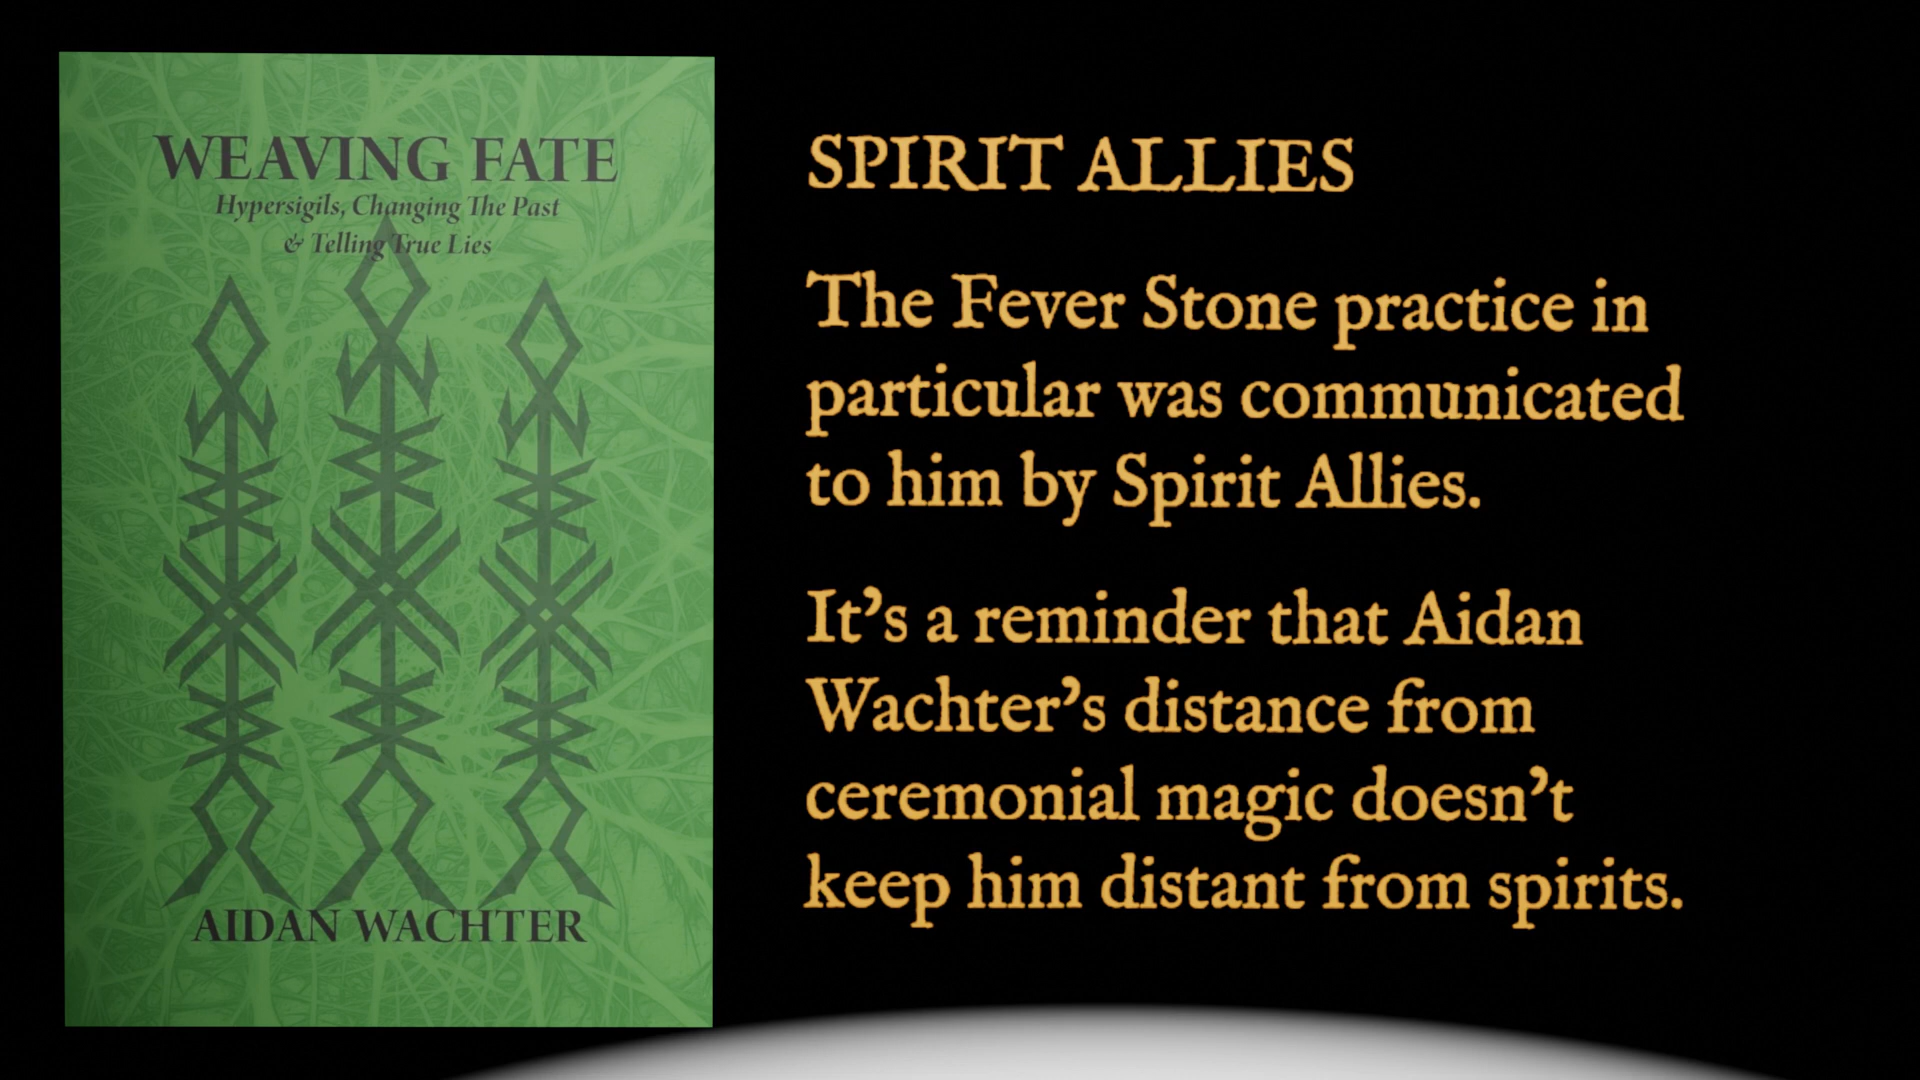 WEAVING FATE
Hypersigils, Changing The Past
& Telling True Lies
AIDAN WACHTER
SPIRIT ALLIES
The Fever Stone practice in
particular was communicated
to him by Spirit Allies.
It’s a reminder that Aidan
Wachter’s distance from
ceremonial magic doesn’t
keep him distant from spirits.